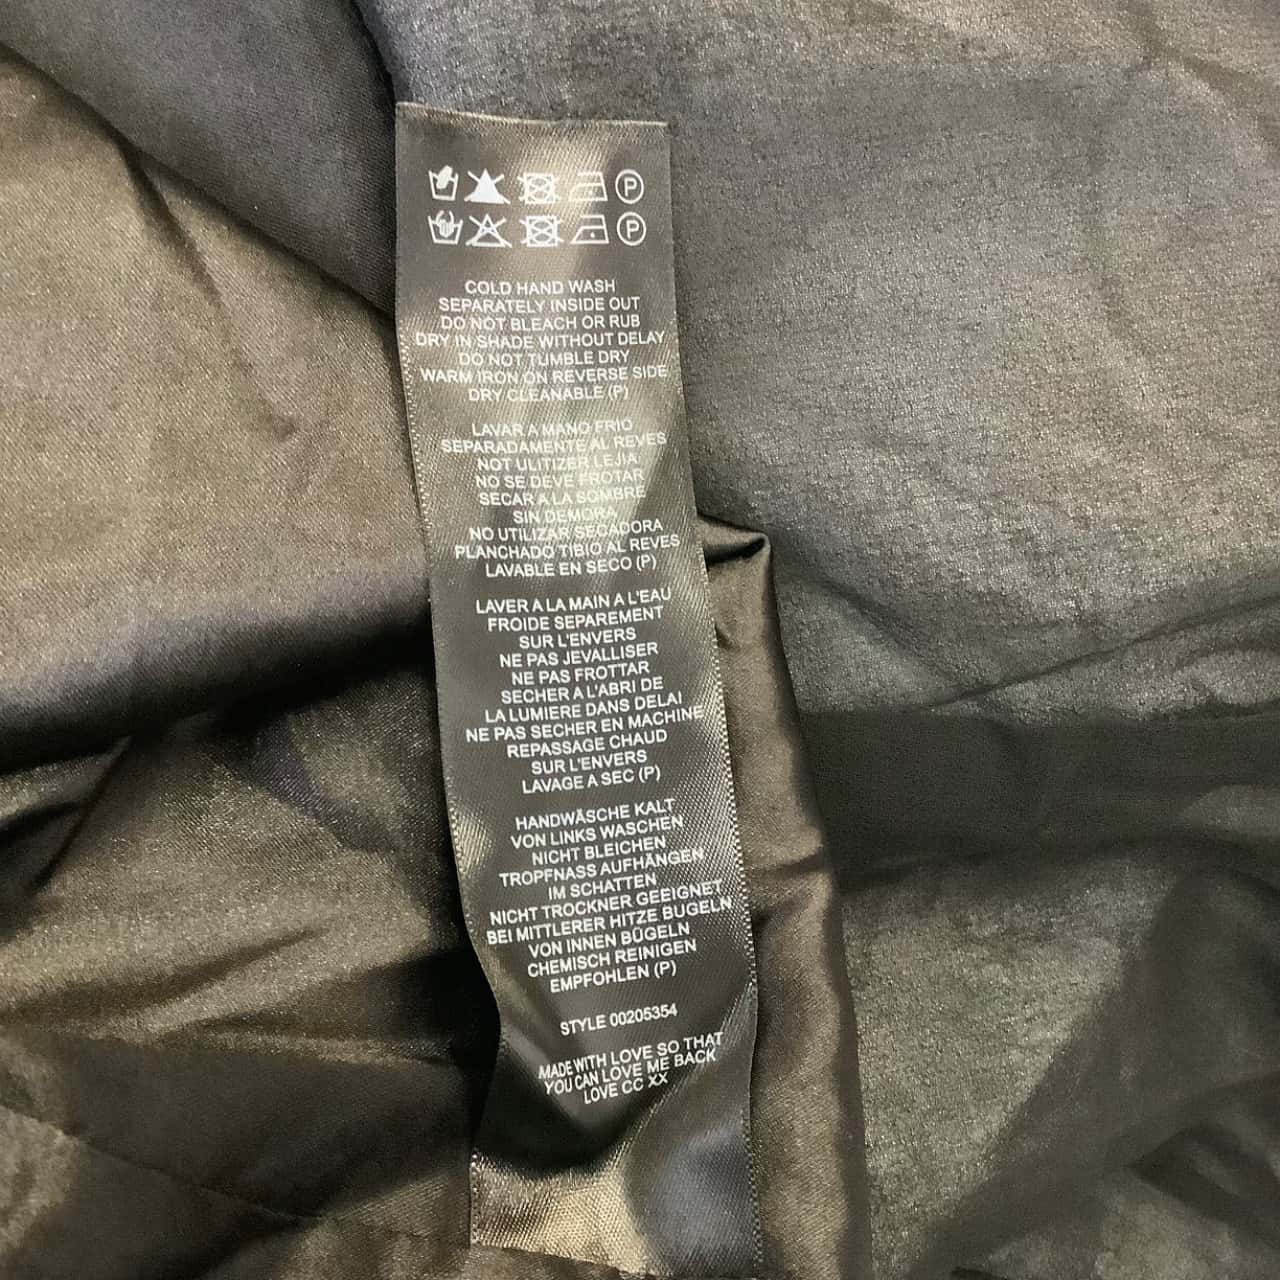 P
P
COLD HAND WASH
SEPARATELY INSIDE OUT
DO NOT BLEACH OR RUB
DRY IN SHADE WITHOUT DELAY
DO NOT TUMBLE DRY
WARM IRON ON REVERSE SIDE
DRY CLEANABLE (P)
LAVAR A MANO FRIO
SEPARADAMENTE AL REVES
NOT ULITIZER LEJIA
NO SE DEVE FROTAR
SECAR A LA SOMBRE
SIN DEMORA
NO UTILIZAR SECADORA
PLANCHADO TIBIO AL REVES
LAVABLE EN SECO (P)
LAVER A LA MAIN A L'EAU
FROIDE SEPAREMENT
SUR L'ENVERS
NE PAS JEVALLISER
NE PAS FROTTAR
SECHER A L'ABRI DE
LA LUMIERE DANS DELAI
NE PAS SECHER EN MACHINE
REPASSAGE CHAUD
SUR L'ENVERS
LAVAGE A SEC (P)
HANDWÄSCHE KALT
VON LINKS WASCHEN
NICHT BLEICHEN
TROPFNASS AUFHÄNGEN
IM SCHATTEN
NICHT TROCKNER GEEIGNET
BEI MITTLERER HITZE BUGELN
VON INNEN BÜGELN
CHEMISCH REINIGEN
EMPFOHLEN (P)
STYLE 00205354
MADE WITH LOVE SO THAT
YOU CAN LOVE ME BACK
LOVE CC XX